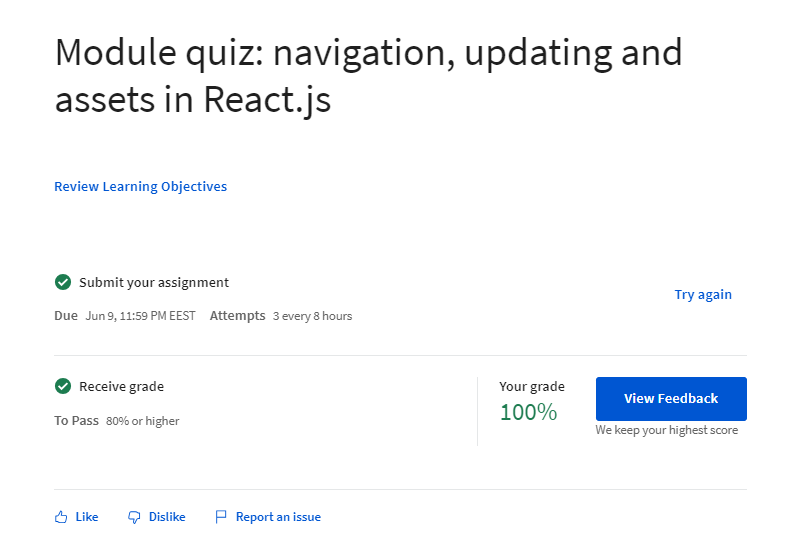 Module quiz: navigation, updating and
assets in React.js
Review Learning Objectives
Submit your assignment
Try again
Due Jun 9, 11:59 PM EEST Attempts 3 every 8 hours
Receive grade
To Pass 80% or higher
Your grade
100%
View Feedback
We keep your highest score
Like Dislike Report an issue